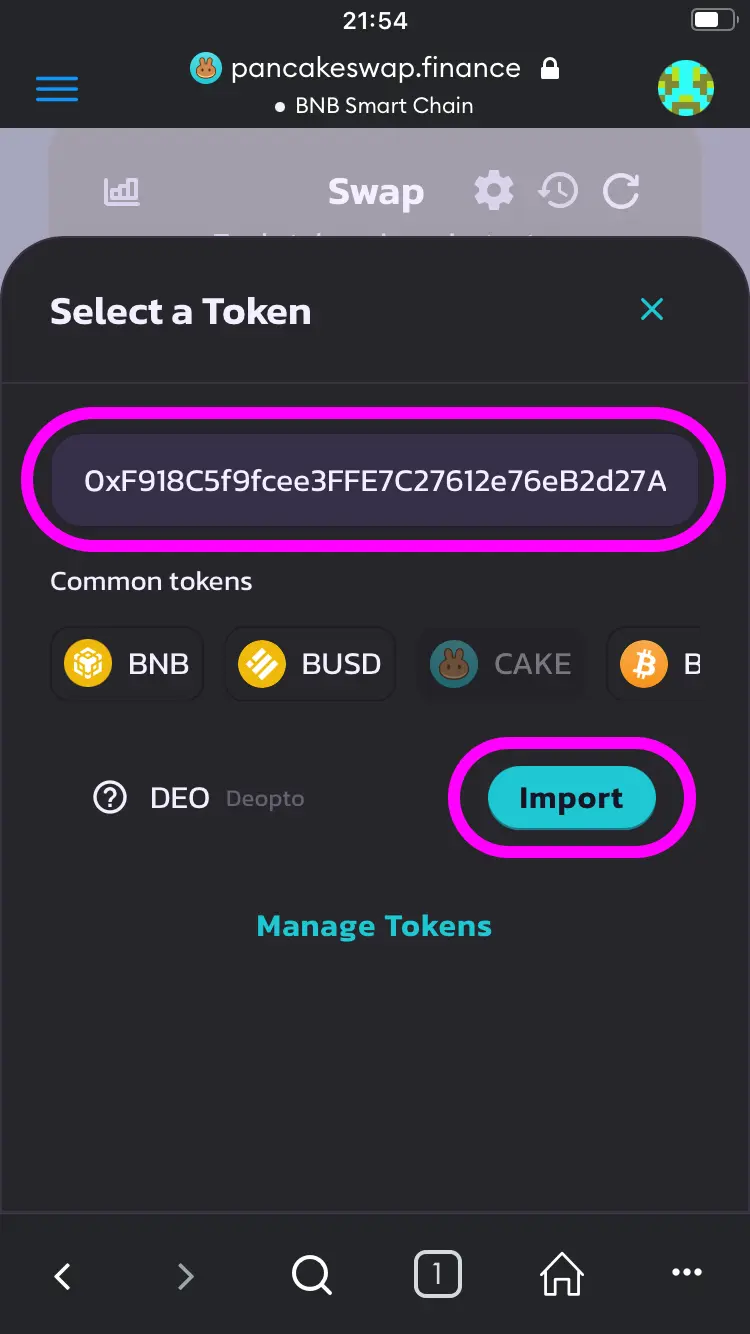 21:54
pancakeswap.finance
BNB Smart Chain
Swap
Select a Token
0xF918C5f9fcee3FFE7C27612e76eB2d27A
Common tokens
BNB BUSD CAKE B
DEO Deopto Import
Manage Tokens
1